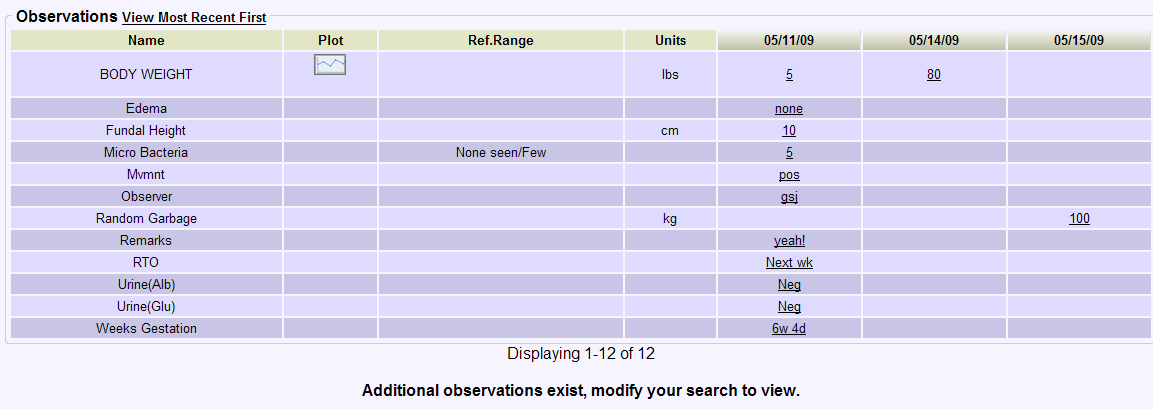 Observations View Most Recent First
Name Plot Ref.Range Units 05/11/09 05/14/09 05/15/09
BODY WEIGHT lbs 5 80
Edema none
Fundal Height cm 10
Micro Bacteria None seen/Few 5
Mvmnt pos
Observer gsj
Random Garbage kg 100
Remarks yeah!
RTO Next wk
Urine(Alb) Neg
Urine(Glu) Neg
Weeks Gestation 6w 4d
Displaying 1-12 of 12
Additional observations exist, modify your search to view.